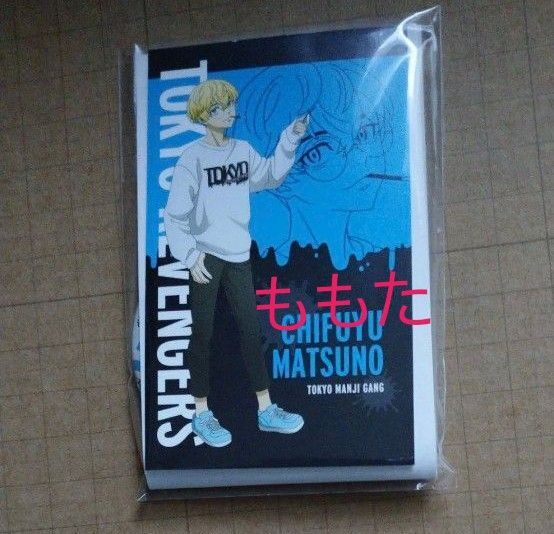 TOKYO REVENGERS
TOKYO
ももた
CHIFUYU
MATSUNO
TOKYO MANJI GANG